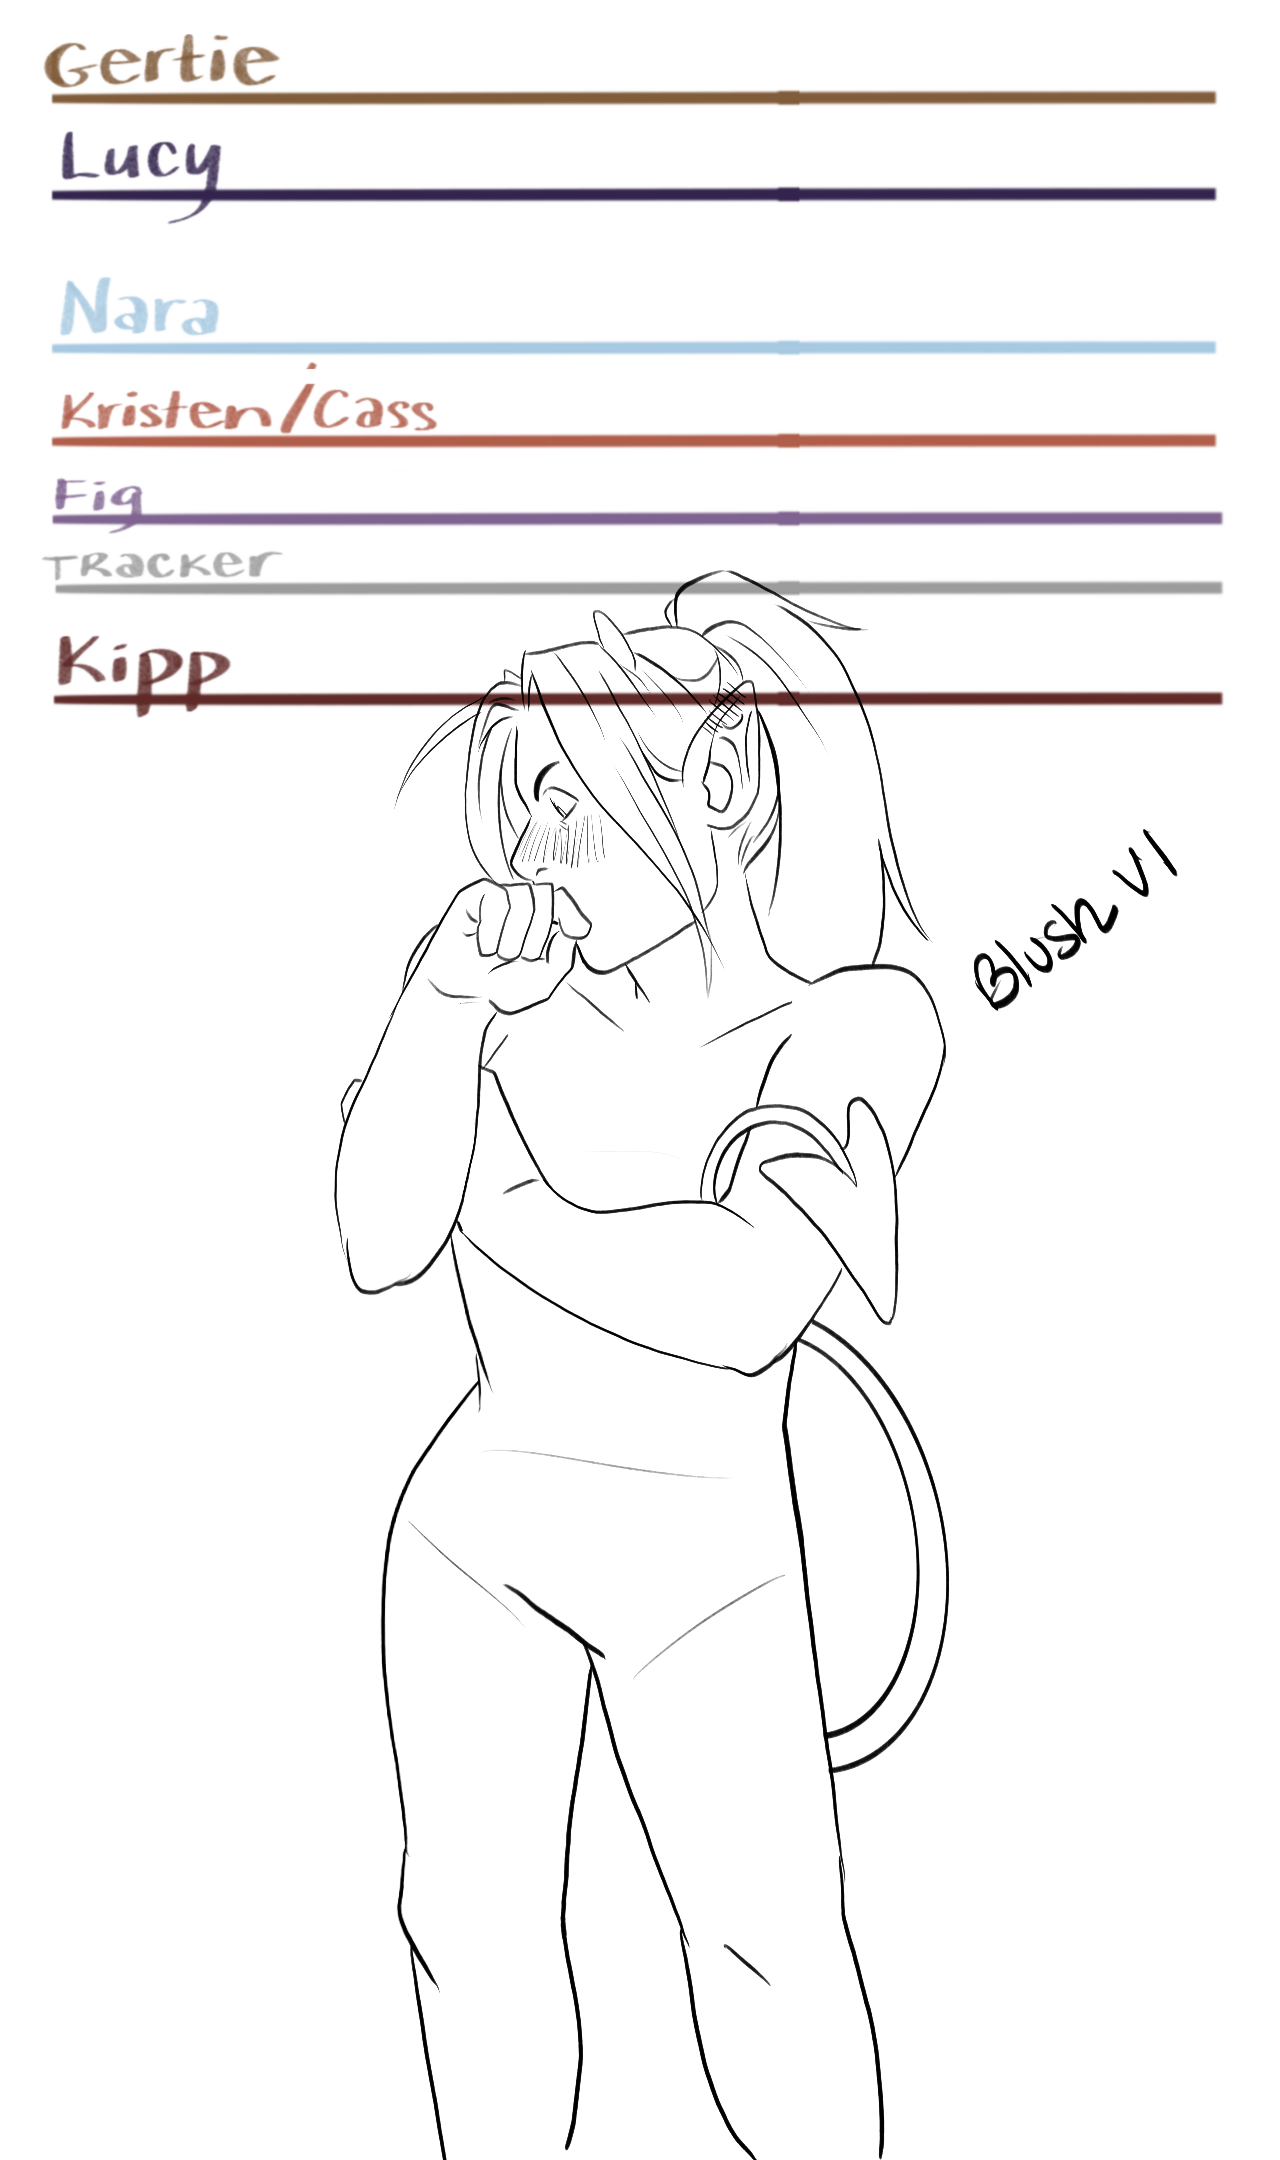 Gertie
Lucy
Nara
Kristen/Cass
Fig
TRacKer
Kipp
Blush V1